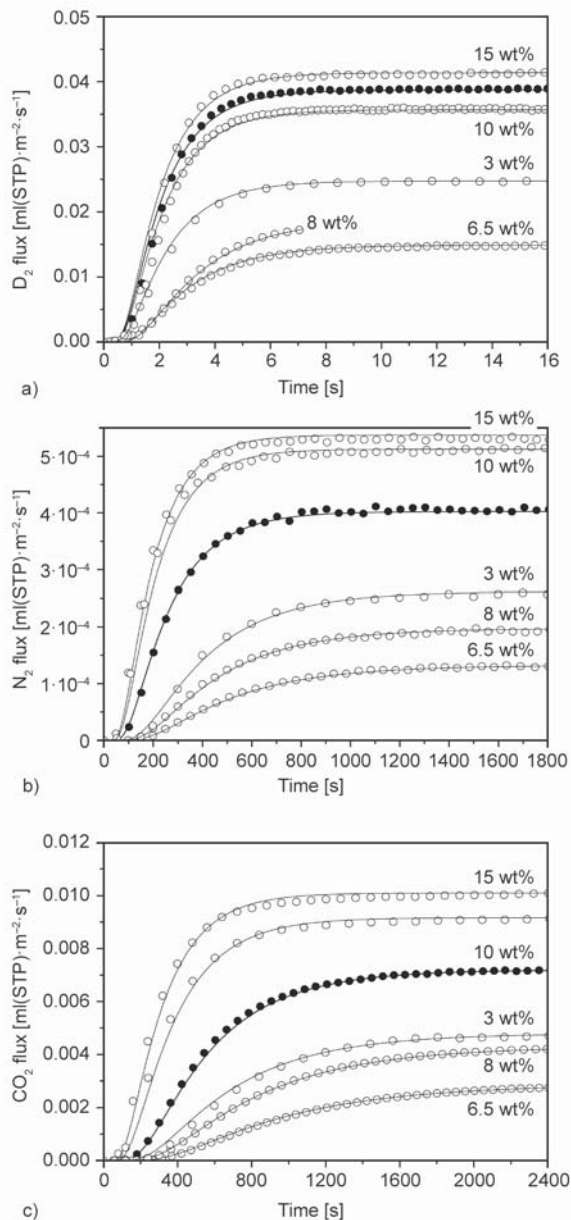 0.05
0.04
0.03
0.02
0.01
0.00
D₂ flux [ml(STP)·m⁻²·s⁻¹]
15 wt%
10 wt%
3 wt%
8 wt%
6.5 wt%
0 2 4 6 8 10 12 14 16
Time [s]
a)
5·10⁻⁴
4·10⁻⁴
3·10⁻⁴
2·10⁻⁴
1·10⁻⁴
0
N₂ flux [ml(STP)·m⁻²·s⁻¹]
15 wt%
10 wt%
3 wt%
8 wt%
6.5 wt%
0 200 400 600 800 1000 1200 1400 1600 1800
Time [s]
b)
0.012
0.010
0.008
0.006
0.004
0.002
0.000
CO₂ flux [ml(STP)·m⁻²·s⁻¹]
15 wt%
10 wt%
3 wt%
8 wt%
6.5 wt%
0 400 800 1200 1600 2000 2400
Time [s]
c)